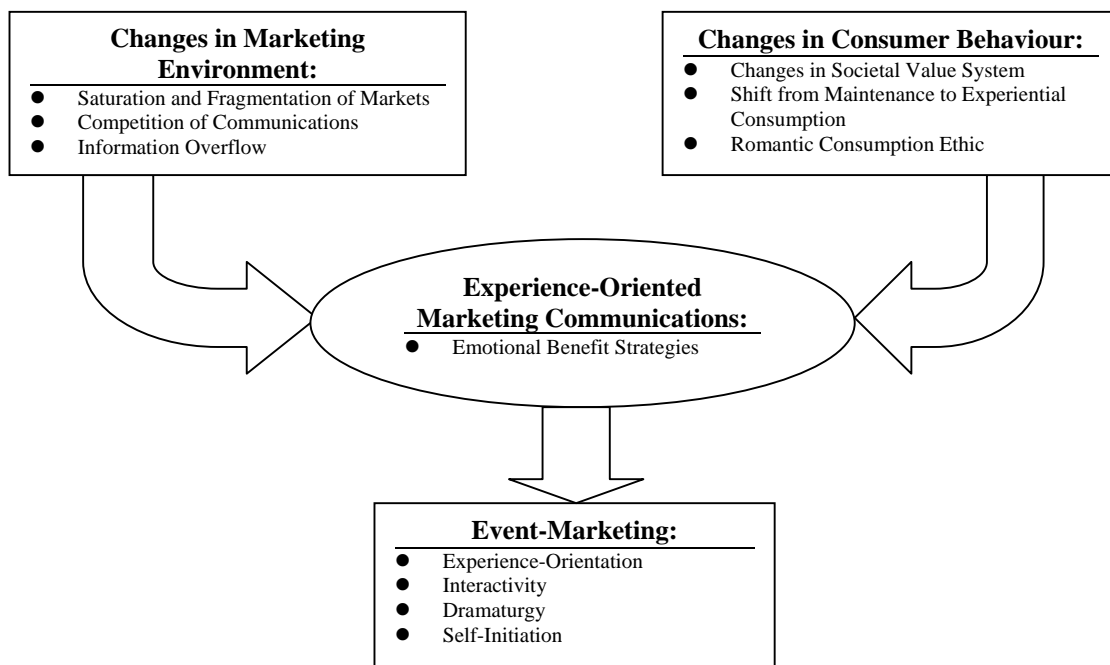 Changes in Marketing
Environment:
● Saturation and Fragmentation of Markets
● Competition of Communications
● Information Overflow
Changes in Consumer Behaviour:
● Changes in Societal Value System
● Shift from Maintenance to Experiential
Consumption
● Romantic Consumption Ethic
Experience-Oriented
Marketing Communications:
● Emotional Benefit Strategies
Event-Marketing:
● Experience-Orientation
● Interactivity
● Dramaturgy
● Self-Initiation